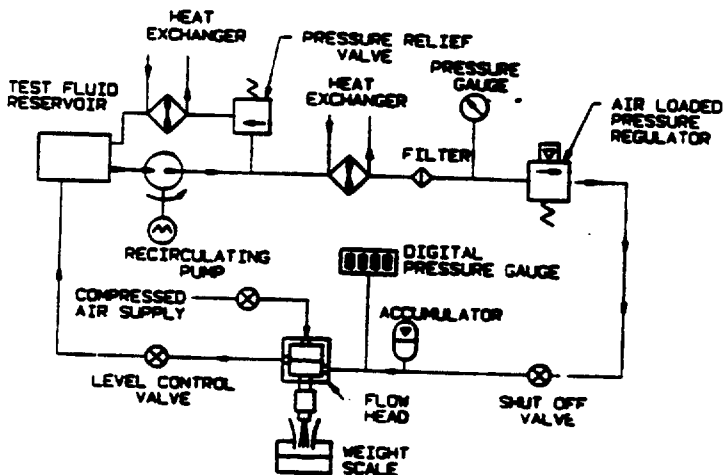 HEAT
EXCHANGER
PRESSURE RELIEF
VALVE
PRESSURE
GAUGE
TEST FLUID
RESERVOIR
HEAT
EXCHANGER
AIR LOADED
PRESSURE
REGULATOR
FILTER
RECIRCULATING
PUMP
DIGITAL
PRESSURE GAUGE
COMPRESSED
AIR SUPPLY
ACCUMULATOR
LEVEL CONTROL
VALVE
FLOW
HEAD
SHUT OFF
VALVE
WEIGHT
SCALE